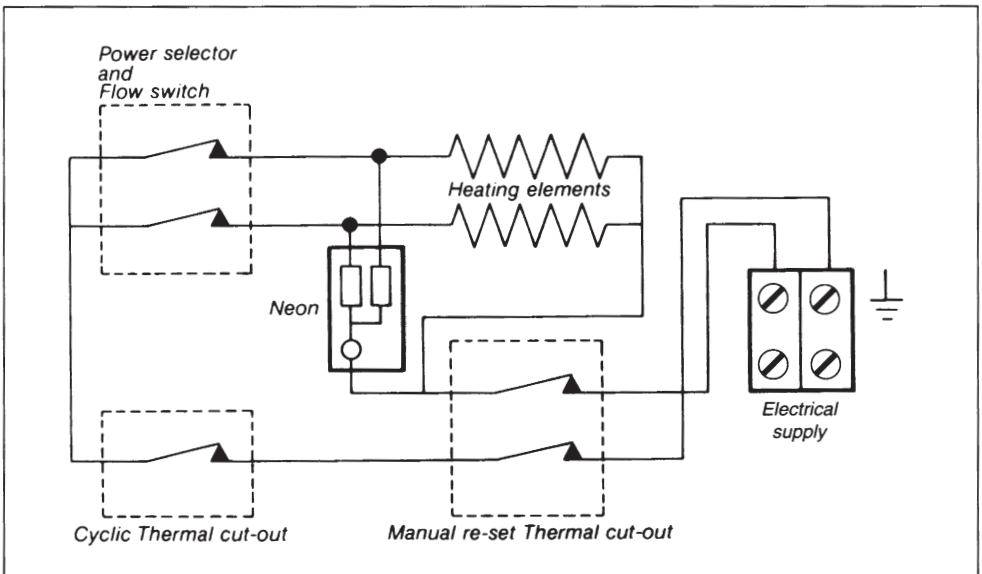 Power selector
and
Flow switch
Heating elements
Neon
Electrical
supply
Cyclic Thermal cut-out
Manual re-set Thermal cut-out